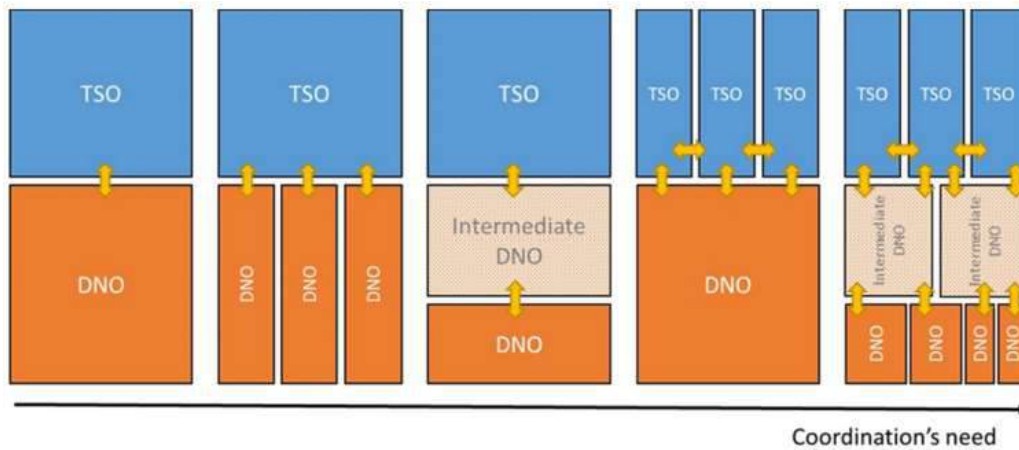 TSO
TSO
TSO
TSO
TSO
TSO
TSO
TSO
TSO
DNO
DNO
DNO
DNO
Intermediate
DNO
DNO
DNO
Intermediate
DNO
Intermediate
DNO
DNO
DNO
DNO
DNO
Coordination's need